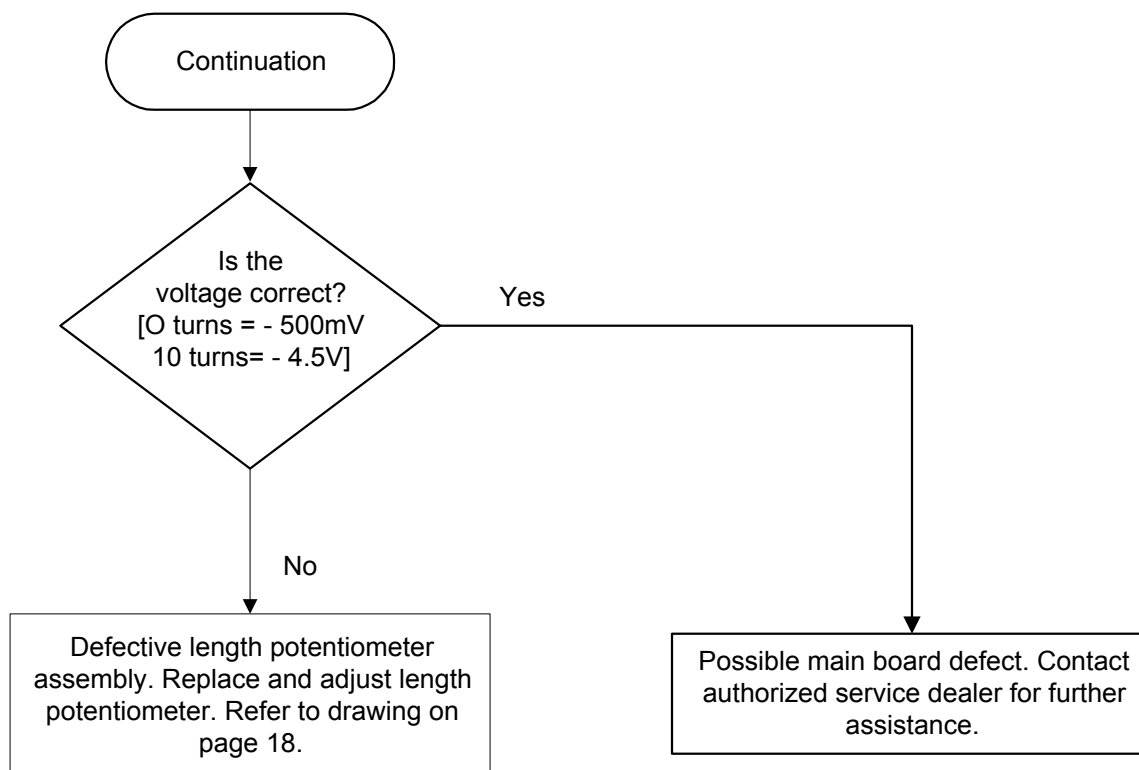 Continuation
Is the
voltage correct?
[O turns = - 500mV
10 turns= - 4.5V]
Yes
No
Defective length potentiometer
assembly. Replace and adjust length
potentiometer. Refer to drawing on
page 18.
Possible main board defect. Contact
authorized service dealer for further
assistance.